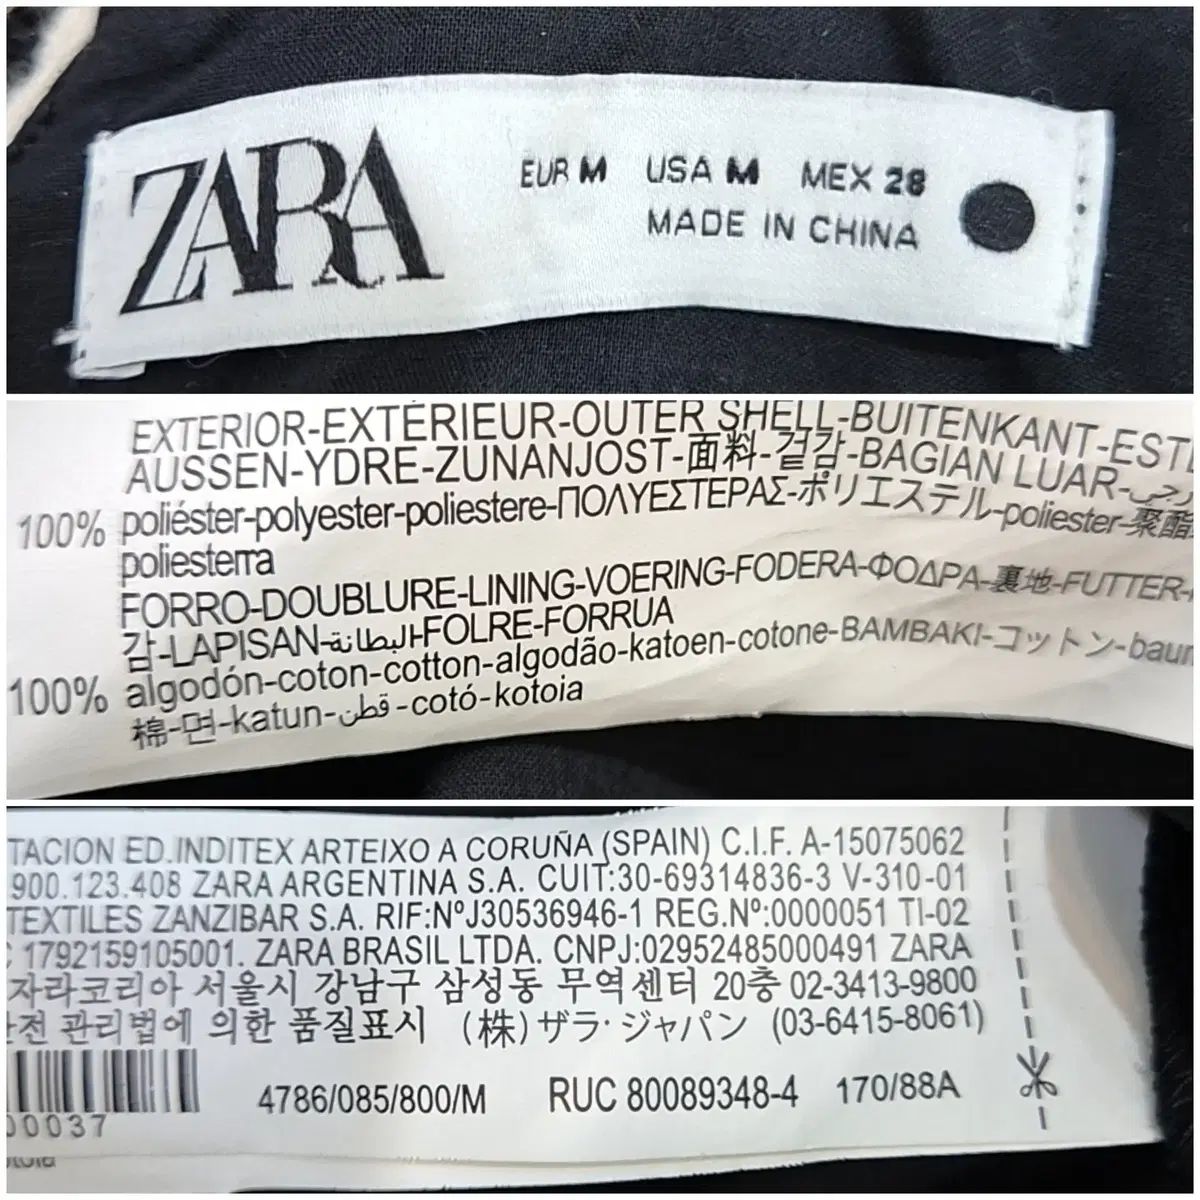 ZARA
EUR M USA M MEX 28
MADE IN CHINA
EXTERIOR-EXTÉRIEUR-OUTER SHELL-BUITENKANT-EST
AUSSEN-YDRE-ZUNANJOST-面料-겉감-BAGIAN LUAR-
100% poliéster-polyester-poliestere-ΠΟΛΥΕΣΤΕΡΑΣ-ポリエステル-poliester-聚酯
poliesterra
FORRO-DOUBLURE-LINING-VOERING-FODERA-ΦΟΔΡΑ-裏地-FUTTER-
감-LAPISAN-البطانة-FOLRE-FORRUA
100% algodón-coton-cotton-algodão-katoen-cotone-BAMBAKI-コットン-baum
棉-면-katun-قطن-cotó-kotoia
TACION ED.INDITEX ARTEIXO A CORUÑA (SPAIN) C.I.F. A-15075062
900.123.408 ZARA ARGENTINA S.A. CUIT:30-69314836-3 V-310-01
TEXTILES ZANZIBAR S.A. RIF:NºJ30536946-1 REG.Nº:0000051 TI-02
C 1792159105001. ZARA BRASIL LTDA. CNPJ:02952485000491 ZARA
자라코리아 서울시 강남구 삼성동 무역센터 20층 02-3413-9800
안전 관리법에 의한 품질표시 (株)ザラ·ジャパン (03-6415-8061)
4786/085/800/M RUC 80089348-4 170/88A
00037